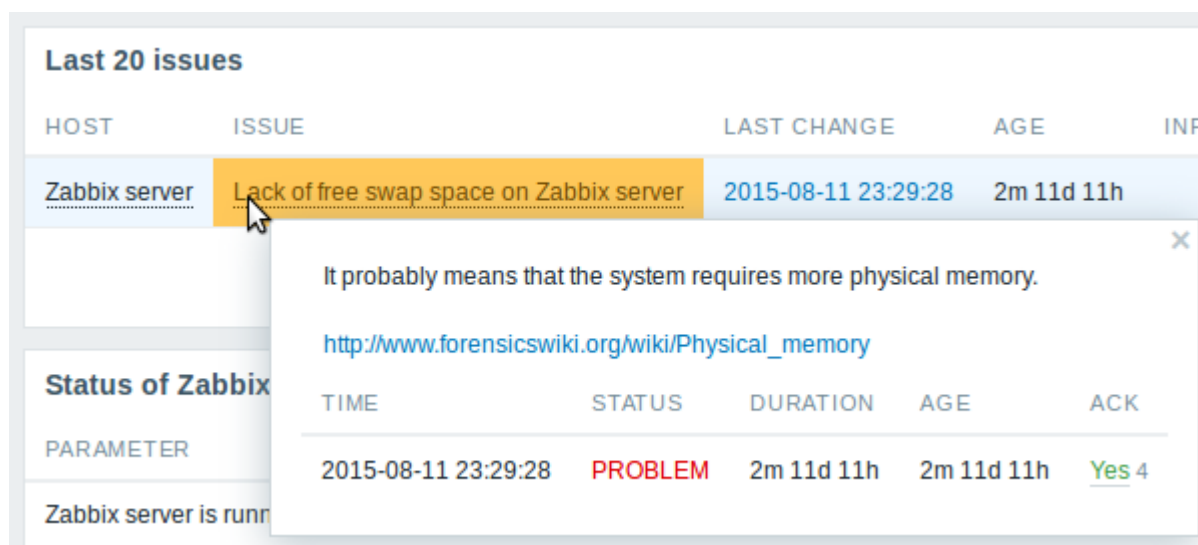 Last 20 issues
HOST ISSUE LAST CHANGE AGE
Zabbix server Lack of free swap space on Zabbix server 2015-08-11 23:29:28 2m 11d 11h
It probably means that the system requires more physical memory.
http://www.forensicswiki.org/wiki/Physical_memory
Status of Zabbix
TIME STATUS DURATION AGE ACK
PARAMETER
2015-08-11 23:29:28 PROBLEM 2m 11d 11h 2m 11d 11h Yes 4
Zabbix server is